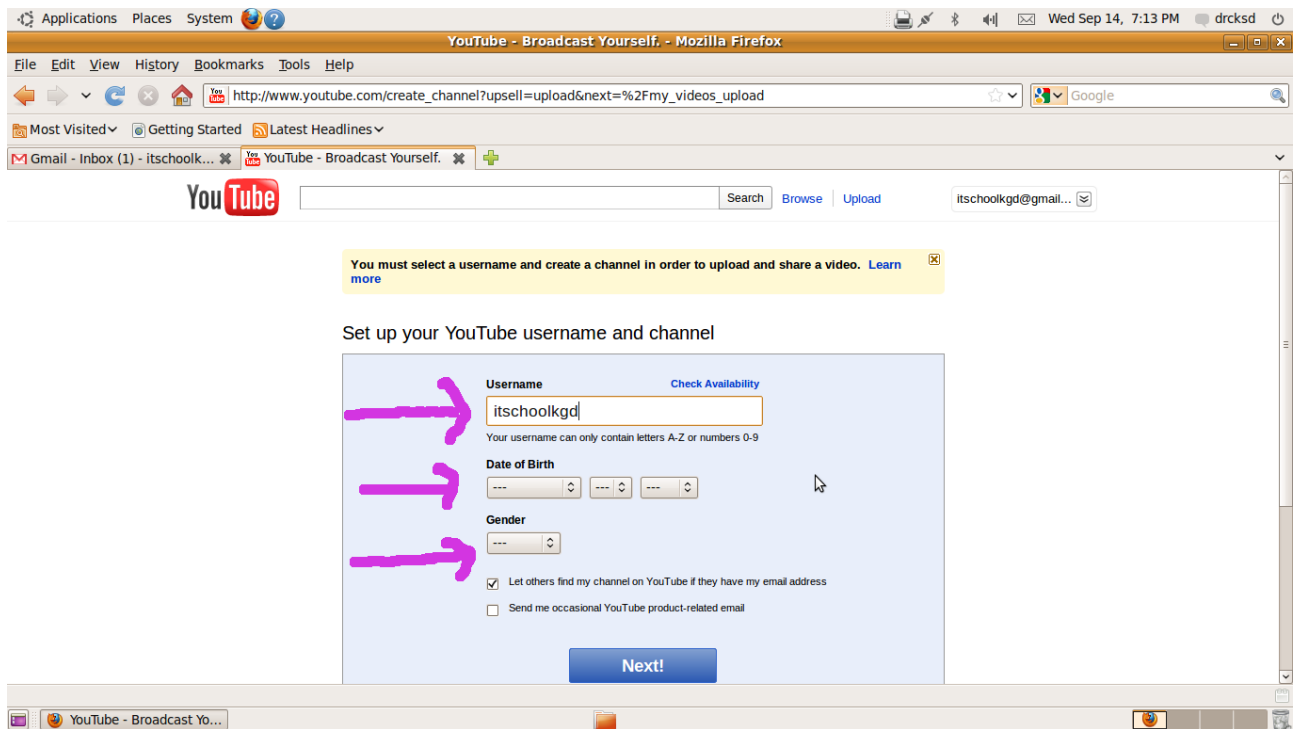 Applications Places System Wed Sep 14, 7:13 PM drcksd
YouTube - Broadcast Yourself. - Mozilla Firefox
File Edit View History Bookmarks Tools Help
http://www.youtube.com/create_channel?upsell=upload&next=%2Fmy_videos_upload Google
Most Visited Getting Started Latest Headlines
Gmail - Inbox (1) - itschoolk... YouTube - Broadcast Yourself.
YouTube Search Browse Upload itschoolkgd@gmail...
You must select a username and create a channel in order to upload and share a video. Learn
more
Set up your YouTube username and channel
Username Check Availability
itschoolkgd
Your username can only contain letters A-Z or numbers 0-9
Date of Birth
--- --- ---
Gender
---
Let others find my channel on YouTube if they have my email address
Send me occasional YouTube product-related email
Next!
YouTube - Broadcast Yo...